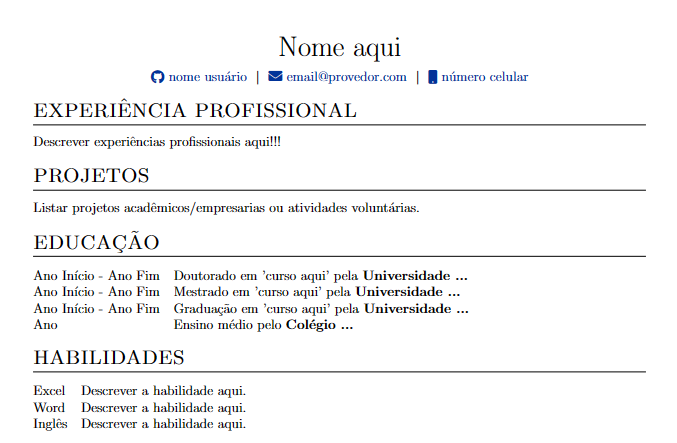 Nome aqui
nome usuário | email@provedor.com | número celular
EXPERIÊNCIA PROFISSIONAL
Descrever experiências profissionais aqui!!!
PROJETOS
Listar projetos acadêmicos/empresarias ou atividades voluntárias.
EDUCAÇÃO
Ano Início - Ano Fim Doutorado em 'curso aqui' pela Universidade ...
Ano Início - Ano Fim Mestrado em 'curso aqui' pela Universidade ...
Ano Início - Ano Fim Graduação em 'curso aqui' pela Universidade ...
Ano Ensino médio pelo Colégio ...
HABILIDADES
Excel Descrever a habilidade aqui.
Word Descrever a habilidade aqui.
Inglês Descrever a habilidade aqui.